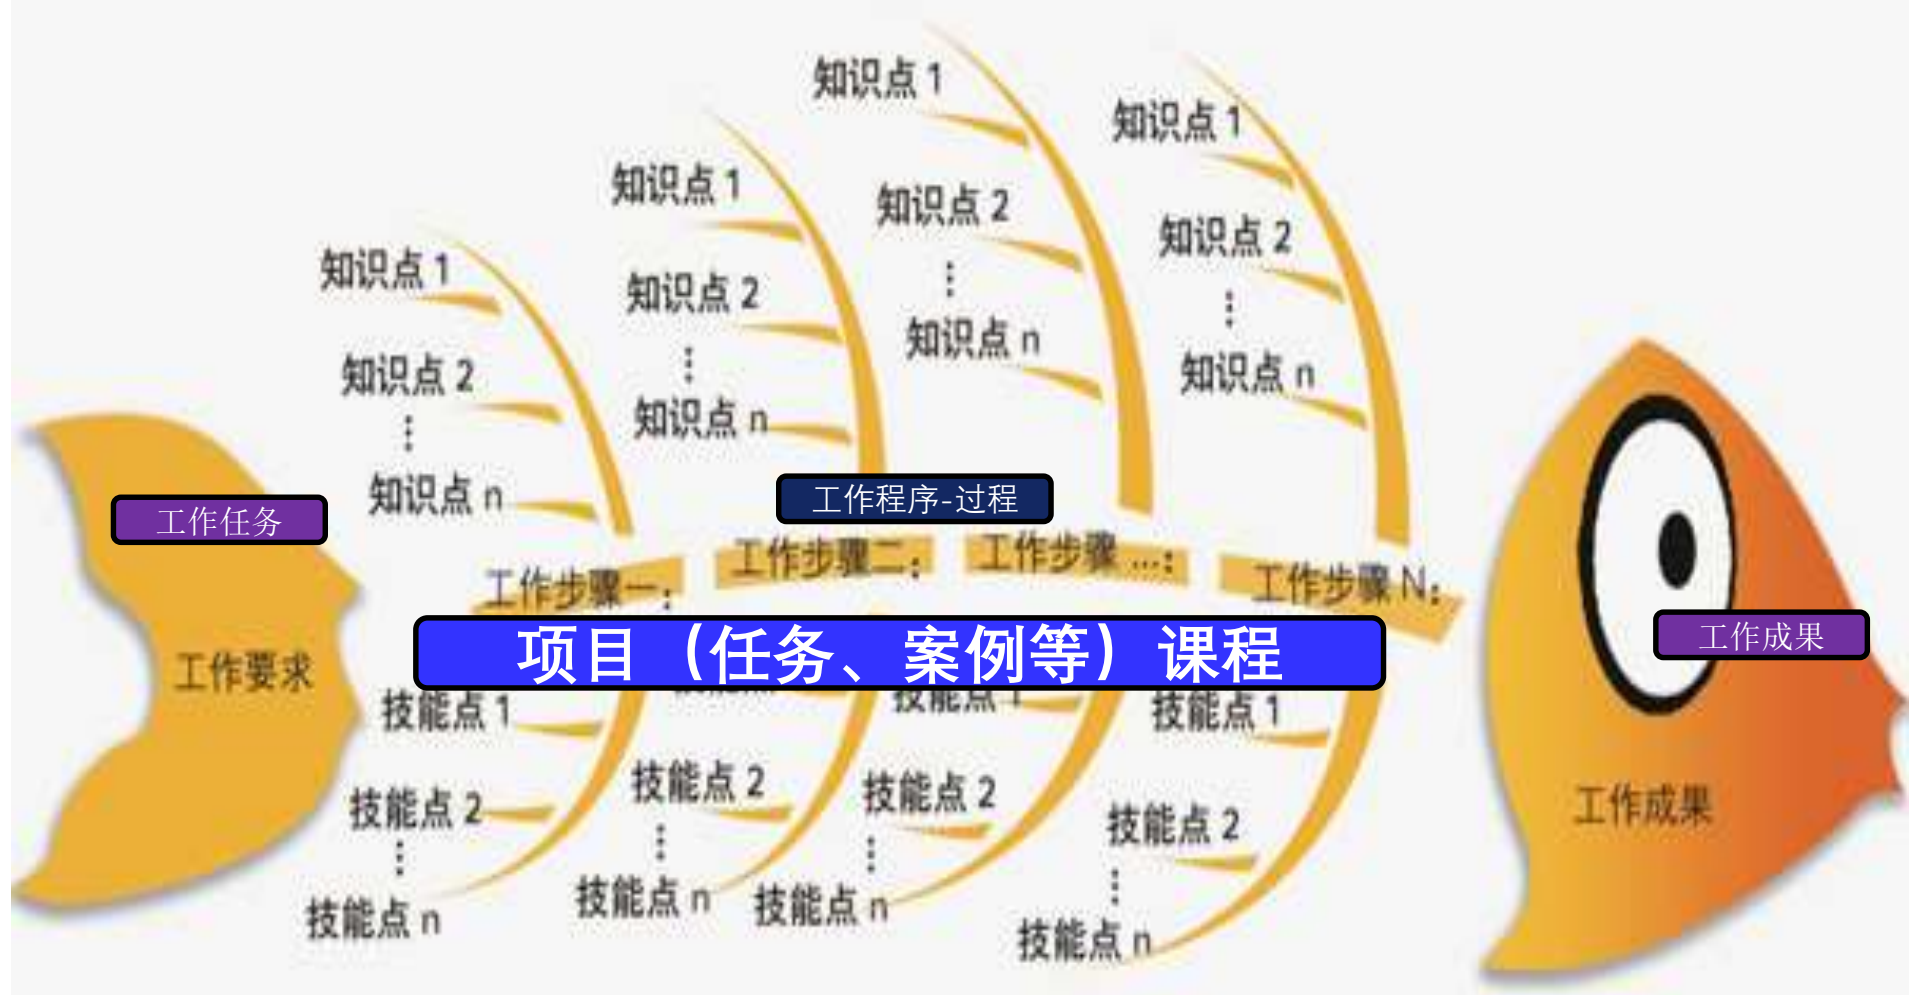 知识点 1
知识点 2
⋮
知识点 n
知识点 1
知识点 2
⋮
知识点 n
知识点 1
知识点 2
⋮
知识点 n
知识点 1
知识点 2
⋮
知识点 n
工作任务
工作要求
工作程序-过程
工作步骤一:
工作步骤二:
工作步骤 ...:
工作步骤 N:
项目（任务、案例等）课程
技能点 1
技能点 2
⋮
技能点 n
技能点 2
⋮
技能点 n
技能点 1
技能点 2
⋮
技能点 n
技能点 1
技能点 2
⋮
技能点 n
工作成果
工作成果